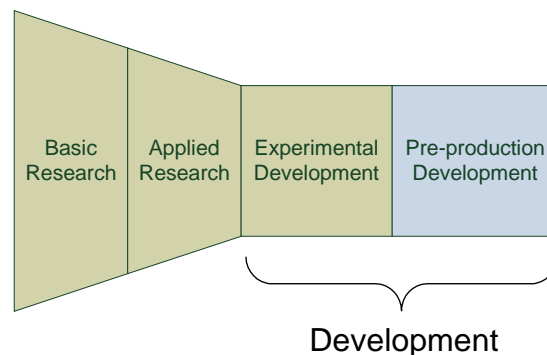 Basic
Research
Applied
Research
Experimental
Development
Pre-production
Development
Development